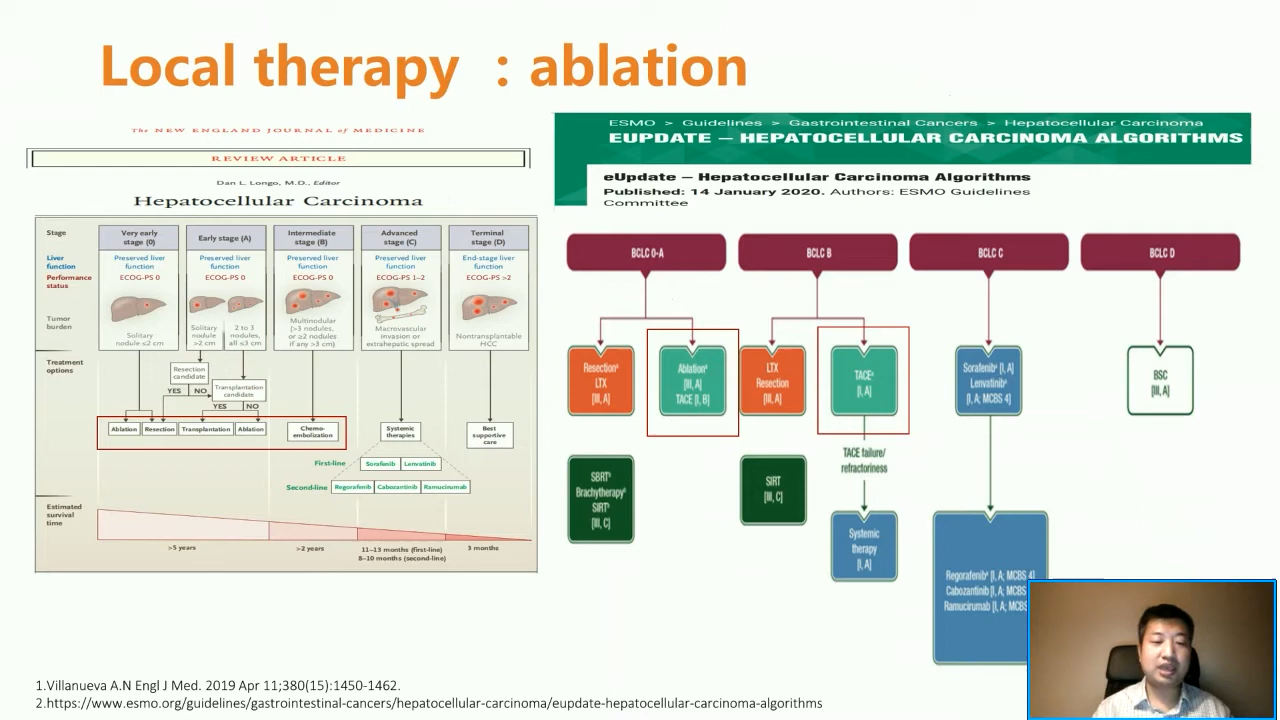 Local therapy ：ablation
The NEW ENGLAND JOURNAL of MEDICINE
REVIEW ARTICLE
Dan L. Longo, M.D., Editor
Hepatocellular Carcinoma
Stage
Very early
stage (0)
Early stage (A)
Intermediate
stage (B)
Advanced
stage (C)
Terminal
stage (D)
Liver
function
Preserved liver
function
Preserved liver
function
Preserved liver
function
Preserved liver
function
End-stage liver
function
Performance
status
ECOG-PS 0
ECOG-PS 0
ECOG-PS 0
ECOG-PS 1–2
ECOG-PS >2
Tumor
burden
Solitary
nodule ≤2 cm
Solitary
nodule
>2 cm
2 to 3
nodules,
all ≤3 cm
Multinodular
(>3 nodules,
or ≥2 nodules
if any >3 cm)
Macrovascular
invasion or
extrahepatic spread
Nontransplantable
HCC
Treatment
options
Resection
candidate
YES
NO
Transplantation
candidate
YES
NO
Ablation
Resection
Transplantation
Ablation
Chemo-
embolization
Systemic
therapies
Best
supportive
care
First-line
Sorafenib
Lenvatinib
Second-line
Regorafenib
Cabozantinib
Ramucirumab
Estimated
survival
time
>5 years
>2 years
11–13 months (first-line)
8–10 months (second-line)
3 months
ESMO > Guidelines > Gastrointestinal Cancers > Hepatocellular Carcinoma
EUPDATE – HEPATOCELLULAR CARCINOMA ALGORITHMS
eUpdate – Hepatocellular Carcinoma Algorithms
Published: 14 January 2020. Authors: ESMO Guidelines
Committee
BCLC 0-A
BCLC B
BCLC C
BCLC D
Resection
LTX
[III, A]
Ablation
[III, A]
TACE [I, B]
LTX
Resection
[III, A]
TACE
[I, A]
Sorafenib [I, A]
Lenvatinib
[I, A; MCBS 4]
BSC
[III, A]
TACE failure/
refractoriness
SBRT
Brachytherapy
SIRT
[III, C]
SIRT
[III, C]
Systemic
therapy
[I, A]
Regorafenib [I, A; MCBS 4]
Cabozantinib [I, A; MCBS
Ramucirumab [I, A; MCBS
1.Villanueva A.N Engl J Med. 2019 Apr 11;380(15):1450-1462.
2.https://www.esmo.org/guidelines/gastrointestinal-cancers/hepatocellular-carcinoma/eupdate-hepatocellular-carcinoma-algorithms